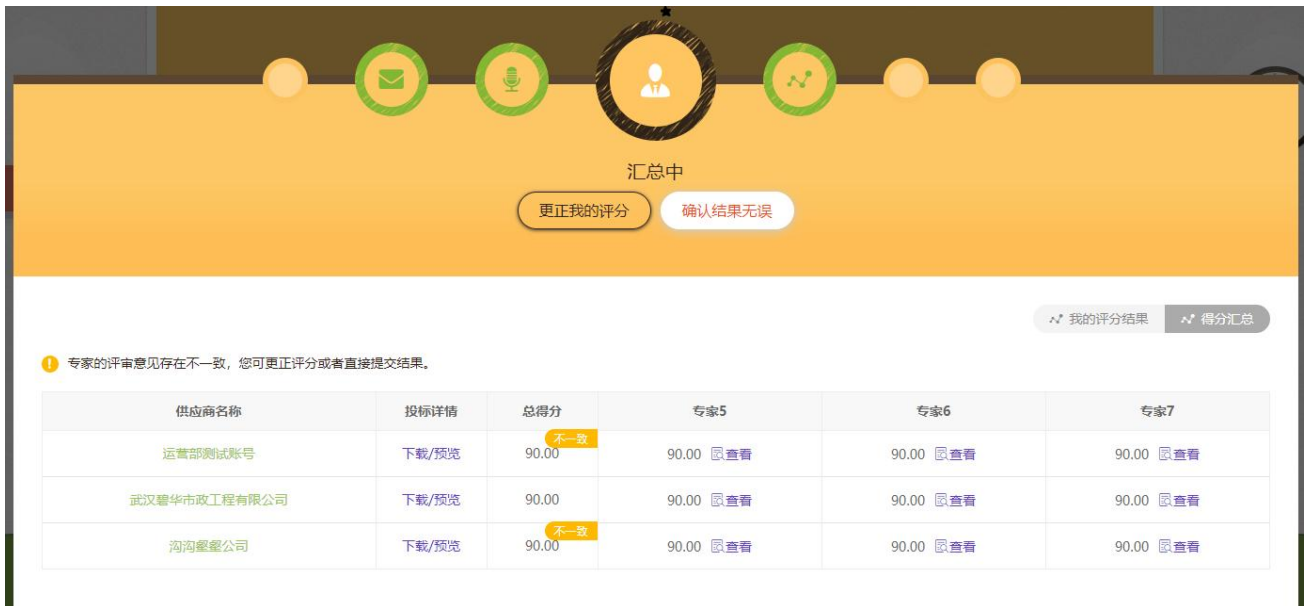 汇总中
更正我的评分 确认结果无误
我的评分结果 得分汇总
专家的评审意见存在不一致，您可更正评分或者直接提交结果。
供应商名称 投标详情 总得分 专家5 专家6 专家7
运营部测试账号 下载/预览 90.00 不一致 90.00 查看 90.00 查看 90.00 查看
武汉碧华市政工程有限公司 下载/预览 90.00 90.00 查看 90.00 查看 90.00 查看
沟沟壑壑公司 下载/预览 90.00 不一致 90.00 查看 90.00 查看 90.00 查看